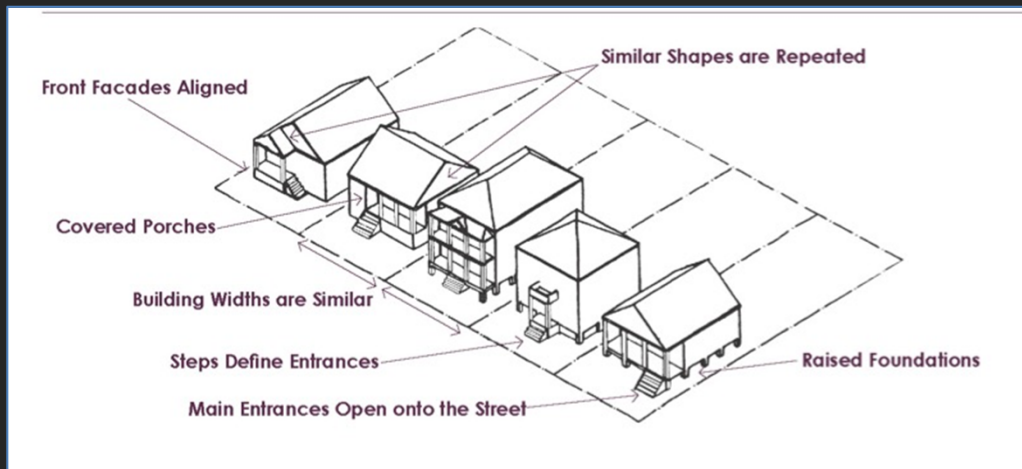 Similar Shapes are Repeated
Front Facades Aligned
Covered Porches
Building Widths are Similar
Steps Define Entrances
Raised Foundations
Main Entrances Open onto the Street